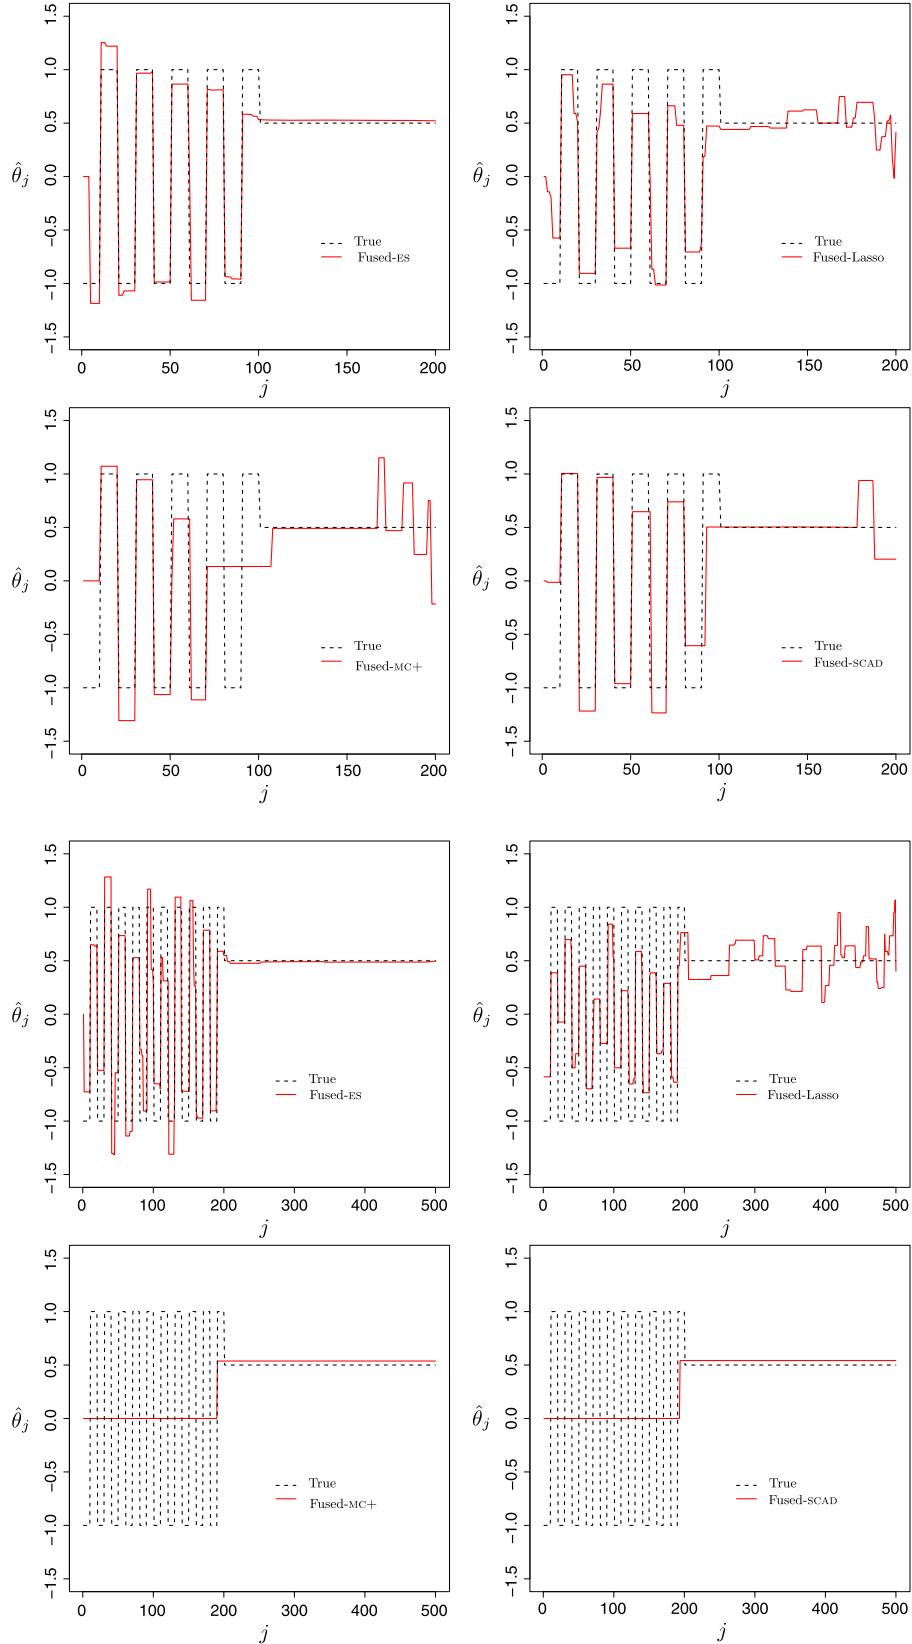 1.5
1.0
0.5
0.0
−0.5
−1.0
−1.5
θ̂j
True
Fused-ES
0 50 100 150 200
j
1.5
1.0
0.5
0.0
−0.5
−1.0
−1.5
θ̂j
True
Fused-Lasso
0 50 100 150 200
j
1.5
1.0
0.5
0.0
−0.5
−1.0
−1.5
θ̂j
True
Fused-MC+
0 50 100 150 200
j
1.5
1.0
0.5
0.0
−0.5
−1.0
−1.5
θ̂j
True
Fused-SCAD
0 50 100 150 200
j
1.5
1.0
0.5
0.0
−0.5
−1.0
−1.5
θ̂j
True
Fused-ES
0 100 200 300 400 500
j
1.5
1.0
0.5
0.0
−0.5
−1.0
−1.5
θ̂j
True
Fused-Lasso
0 100 200 300 400 500
j
1.5
1.0
0.5
0.0
−0.5
−1.0
−1.5
θ̂j
True
Fused-MC+
0 100 200 300 400 500
j
1.5
1.0
0.5
0.0
−0.5
−1.0
−1.5
θ̂j
True
Fused-SCAD
0 100 200 300 400 500
j